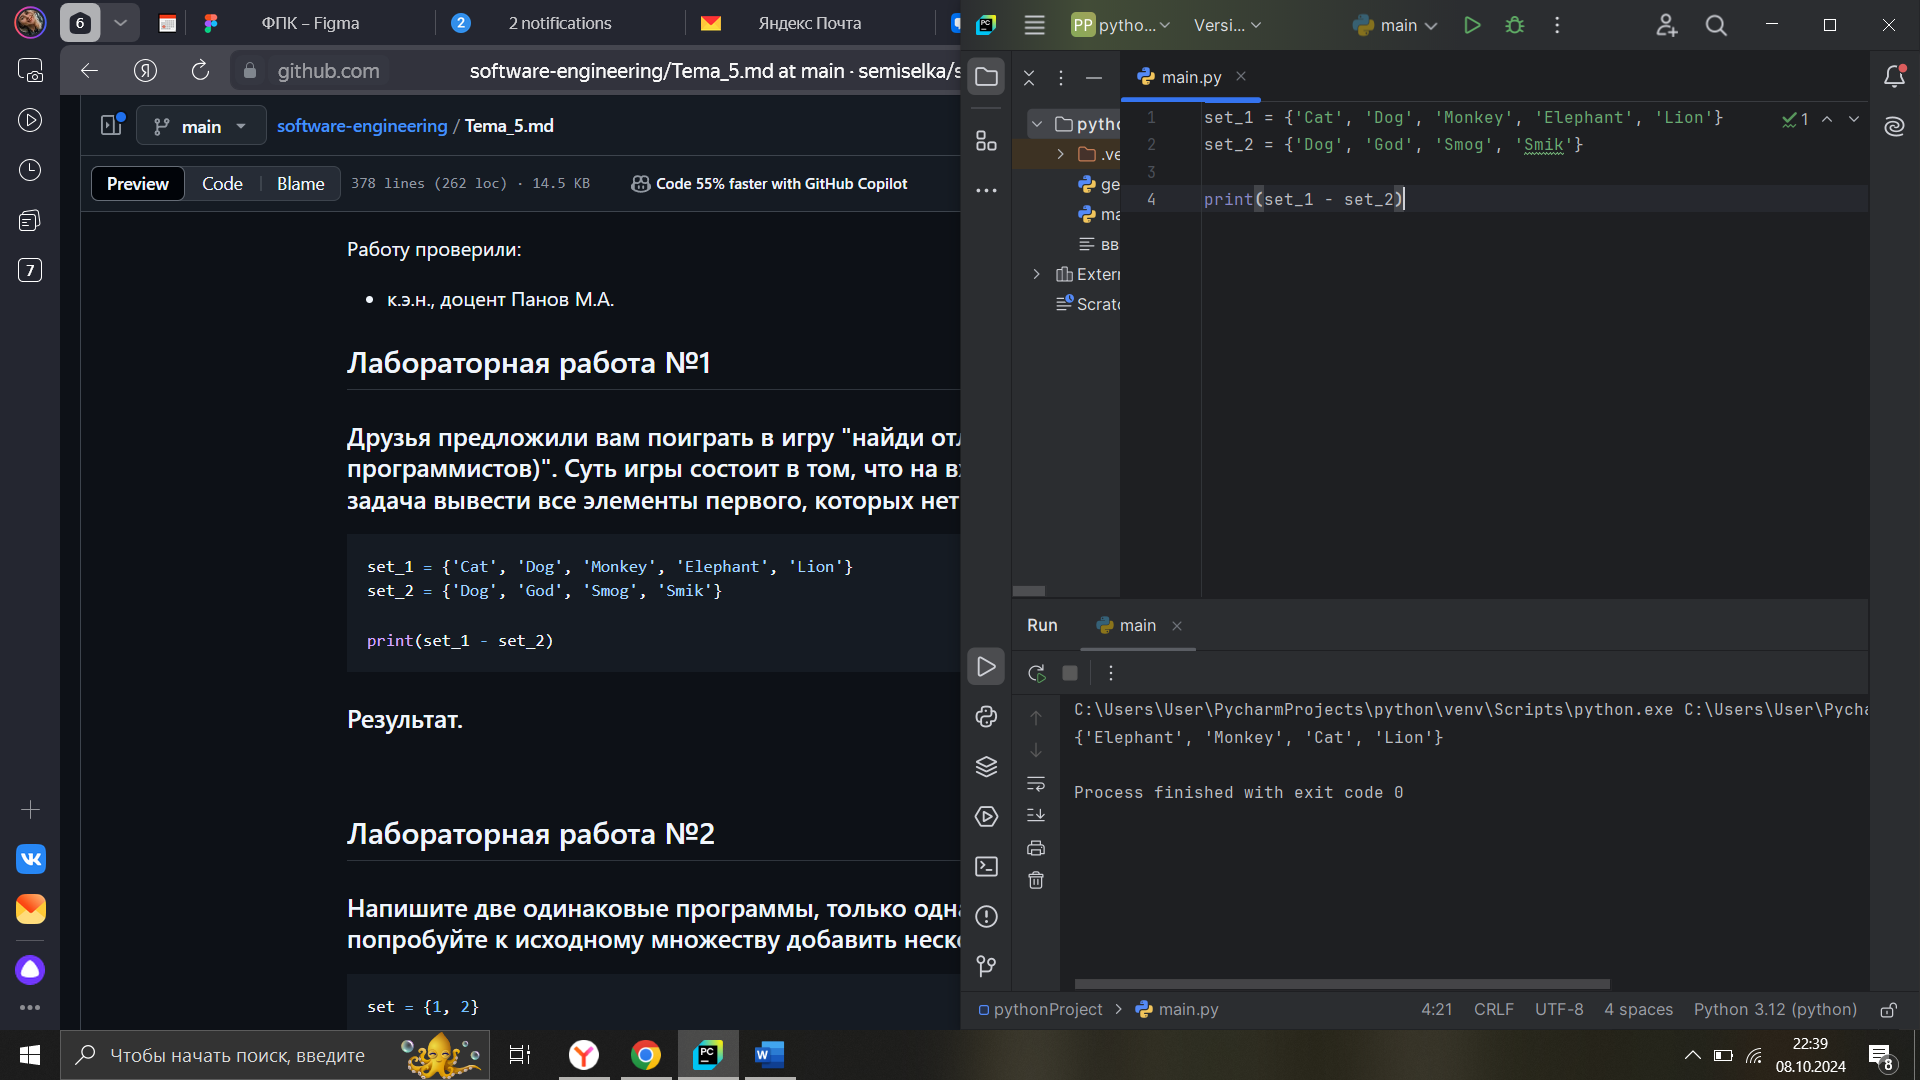 6
ФПК – Figma
2
2 notifications
Яндекс Почта
github.com
software-engineering/Tema_5.md at main · semiselka/s
7
main
software-engineering / Tema_5.md
Preview
Code
Blame
378 lines (262 loc) · 14.5 KB
Code 55% faster with GitHub Copilot
Работу проверили:
к.э.н., доцент Панов М.А.
Лабораторная работа №1
Друзья предложили вам поиграть в игру "найди от
программистов)". Суть игры состоит в том, что на в
задача вывести все элементы первого, которых нет
set_1 = {'Cat', 'Dog', 'Monkey', 'Elephant', 'Lion'}
set_2 = {'Dog', 'God', 'Smog', 'Smik'}
print(set_1 - set_2)
Результат.
Лабораторная работа №2
Напишите две одинаковые программы, только одн
попробуйте к исходному множеству добавить неск
set = {1, 2}
PC
PP
pytho...
Versi...
main
main.py
pytho
.ve
ge
ma
вв
Exterr
Scratc
1
2
3
4
set_1 = {'Cat', 'Dog', 'Monkey', 'Elephant', 'Lion'}
set_2 = {'Dog', 'God', 'Smog', 'Smik'}
print(set_1 - set_2)
1
Run
main
C:\Users\User\PycharmProjects\python\venv\Scripts\python.exe C:\Users\User\Pycha
{'Elephant', 'Monkey', 'Cat', 'Lion'}
Process finished with exit code 0
pythonProject
main.py
4:21
CRLF
UTF-8
4 spaces
Python 3.12 (python)
Чтобы начать поиск, введите
PC
W
22:39
08.10.2024
8